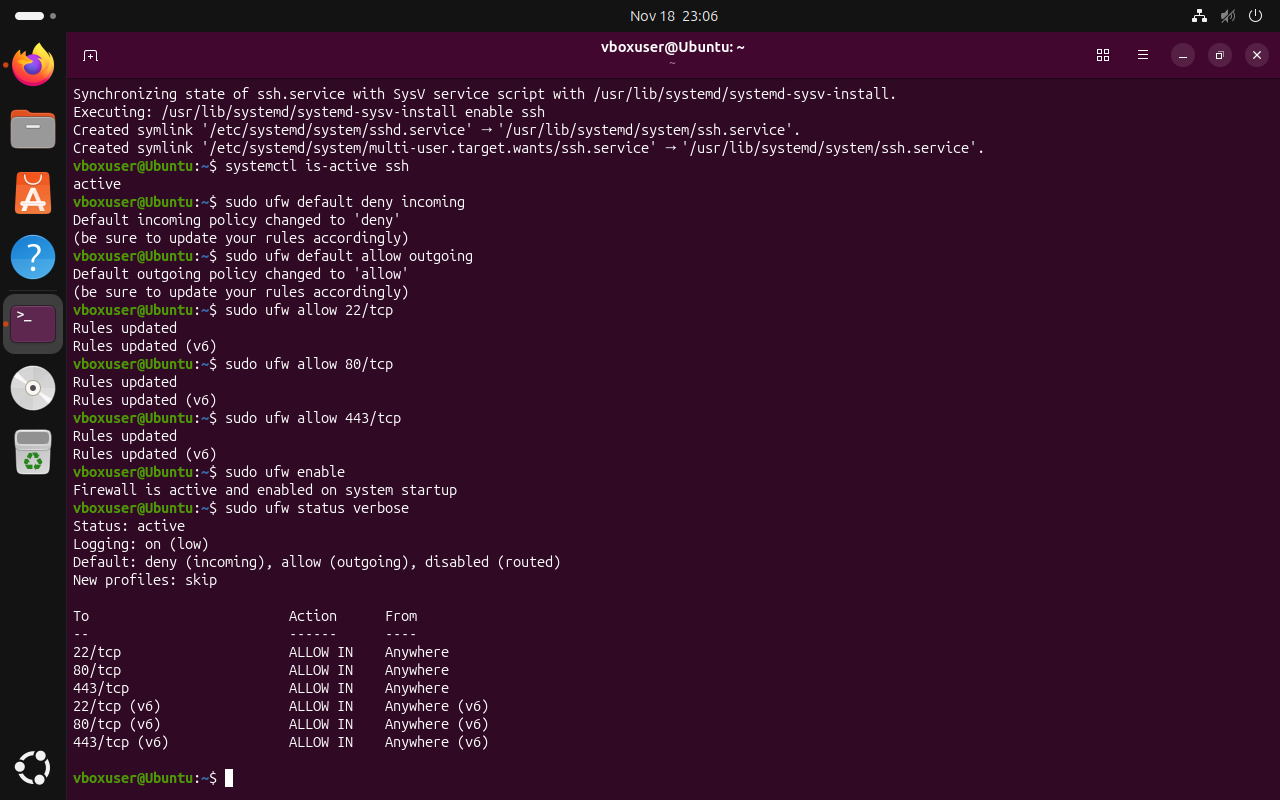 Nov 18 23:06
vboxuser@Ubuntu: ~
~
Synchronizing state of ssh.service with SysV service script with /usr/lib/systemd/systemd-sysv-install.
Executing: /usr/lib/systemd/systemd-sysv-install enable ssh
Created symlink '/etc/systemd/system/sshd.service' → '/usr/lib/systemd/system/ssh.service'.
Created symlink '/etc/systemd/system/multi-user.target.wants/ssh.service' → '/usr/lib/systemd/system/ssh.service'.
vboxuser@Ubuntu:~$ systemctl is-active ssh
active
vboxuser@Ubuntu:~$ sudo ufw default deny incoming
Default incoming policy changed to 'deny'
(be sure to update your rules accordingly)
vboxuser@Ubuntu:~$ sudo ufw default allow outgoing
Default outgoing policy changed to 'allow'
(be sure to update your rules accordingly)
vboxuser@Ubuntu:~$ sudo ufw allow 22/tcp
Rules updated
Rules updated (v6)
vboxuser@Ubuntu:~$ sudo ufw allow 80/tcp
Rules updated
Rules updated (v6)
vboxuser@Ubuntu:~$ sudo ufw allow 443/tcp
Rules updated
Rules updated (v6)
vboxuser@Ubuntu:~$ sudo ufw enable
Firewall is active and enabled on system startup
vboxuser@Ubuntu:~$ sudo ufw status verbose
Status: active
Logging: on (low)
Default: deny (incoming), allow (outgoing), disabled (routed)
New profiles: skip
To                         Action      From
--                         ------      ----
22/tcp                     ALLOW IN    Anywhere
80/tcp                     ALLOW IN    Anywhere
443/tcp                    ALLOW IN    Anywhere
22/tcp (v6)                ALLOW IN    Anywhere (v6)
80/tcp (v6)                ALLOW IN    Anywhere (v6)
443/tcp (v6)               ALLOW IN    Anywhere (v6)
vboxuser@Ubuntu:~$